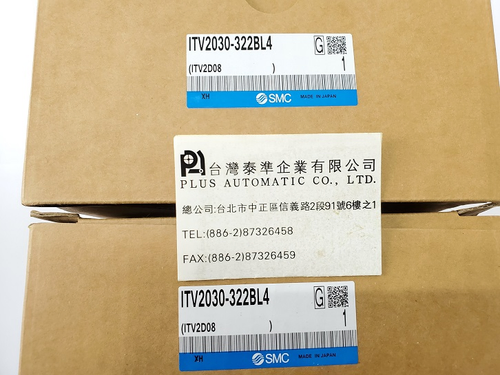 ITV2030-322BL4
G
(ITV2D08 )
1
XH
SMC MADE IN JAPAN
台灣泰準企業有限公司
PLUS AUTOMATIC CO., LTD.
總公司:台北市中正區信義路2段91號6樓之1
TEL:(886-2)87326458
FAX:(886-2)87326459
ITV2030-322BL4
G
(ITV2D08 )
1
XH
SMC MADE IN JAPAN